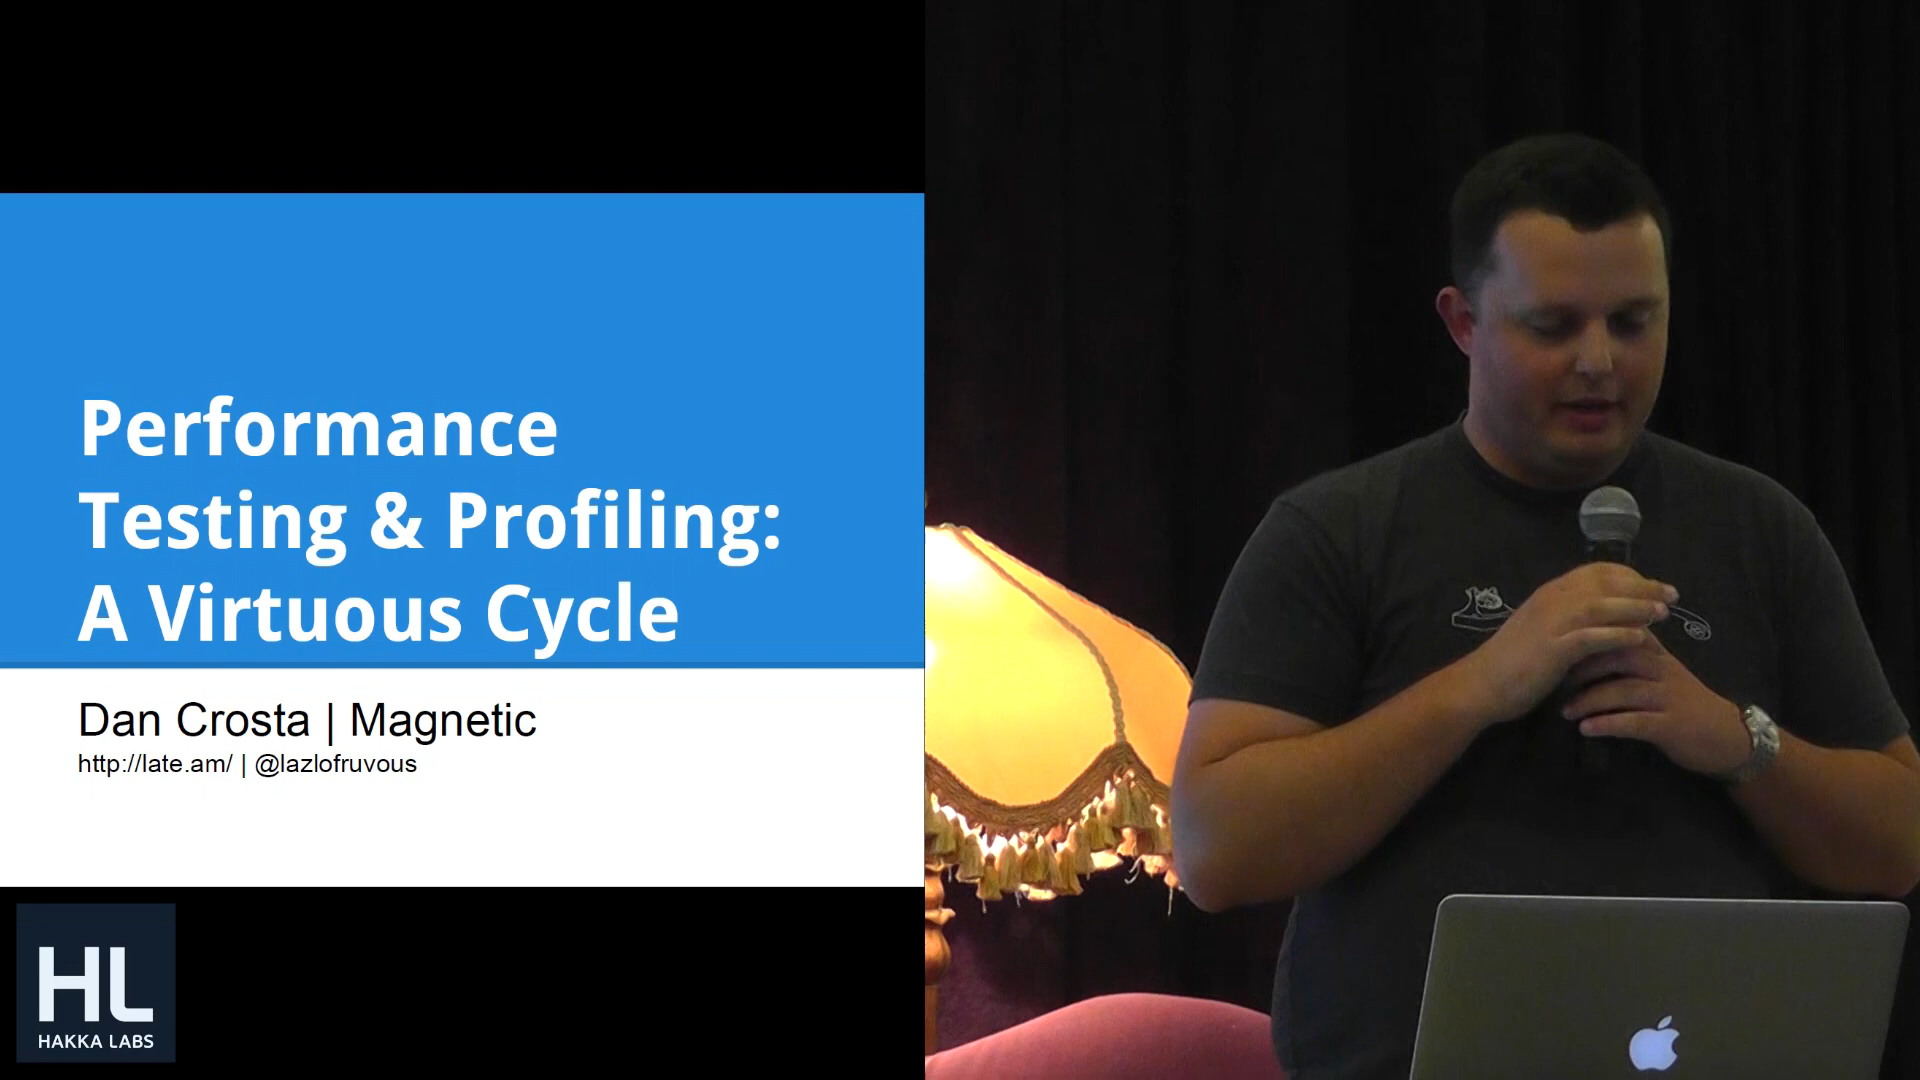 Performance
Testing & Profiling:
A Virtuous Cycle
Dan Crosta | Magnetic
http://late.am/ | @lazlofruvous
HL
HAKKA LABS